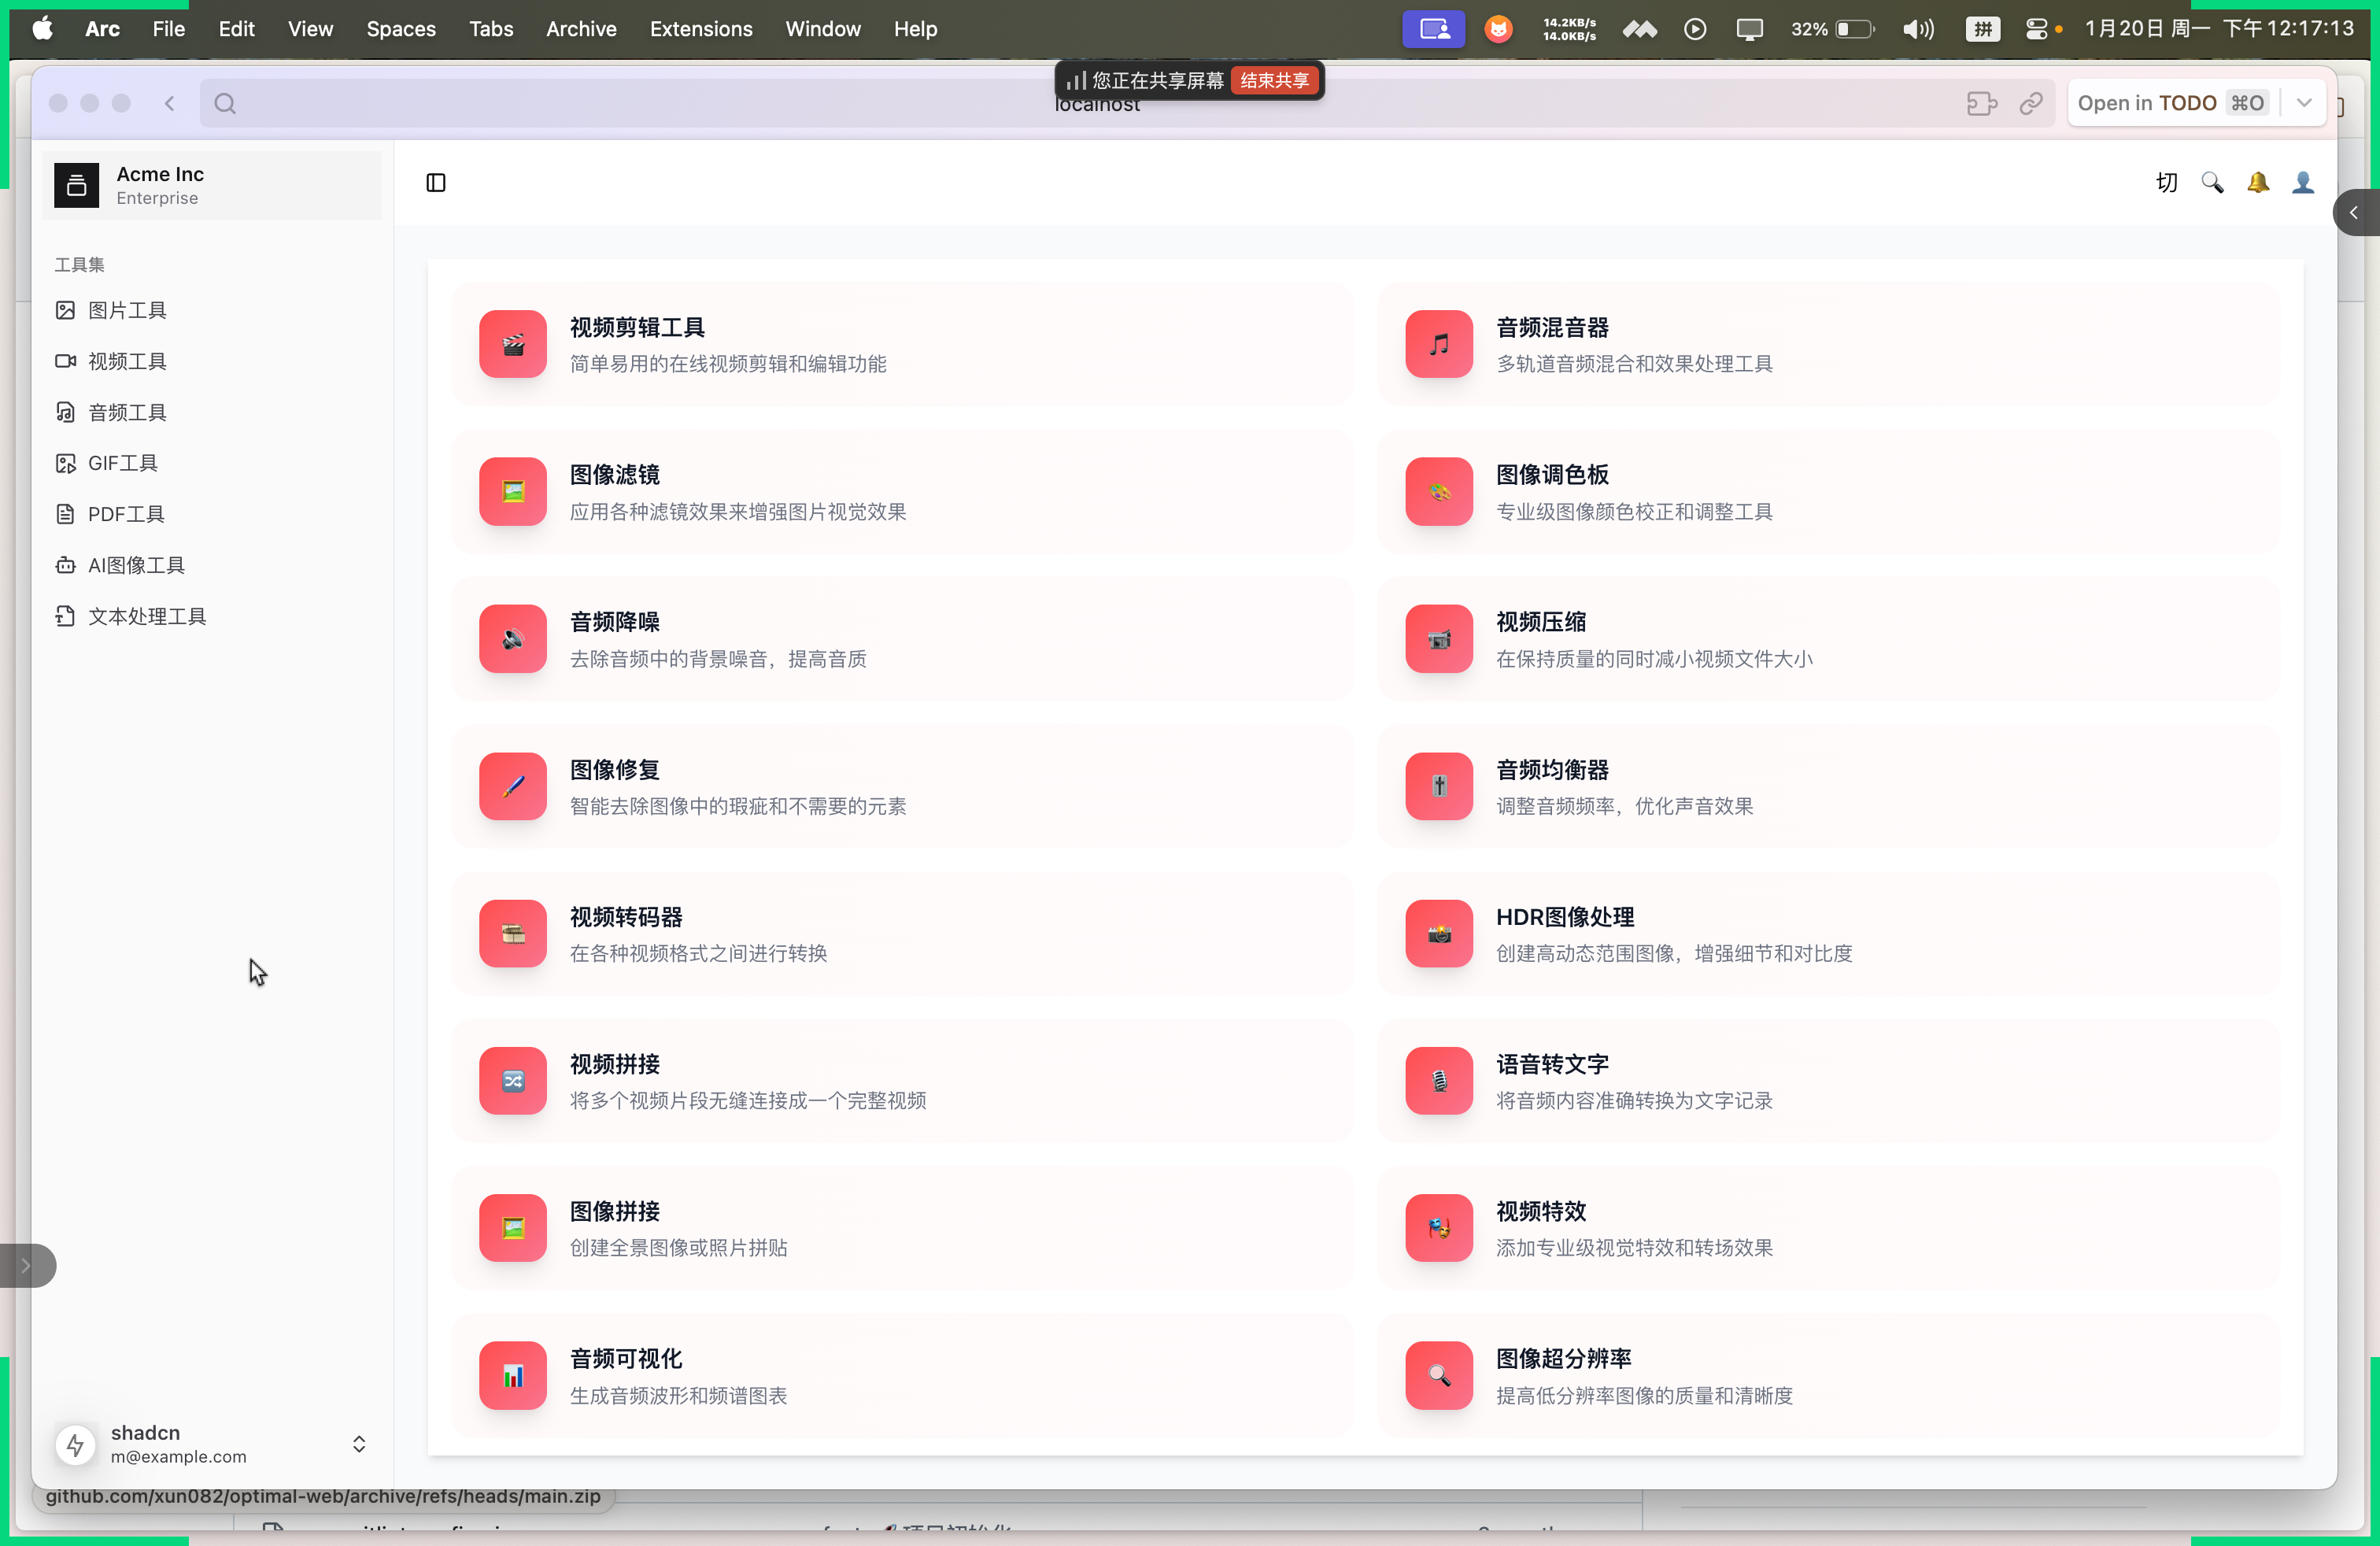 Arc File Edit View Spaces Tabs Archive Extensions Window Help
14.2KB/s
14.0KB/s
32%
拼
1月20日 周一 下午12:17:13
您正在共享屏幕 结束共享
localhost
Open in TODO ⌘O
Acme Inc
Enterprise
切
工具集
图片工具
视频工具
音频工具
GIF工具
PDF工具
AI图像工具
文本处理工具
视频剪辑工具
简单易用的在线视频剪辑和编辑功能
音频混音器
多轨道音频混合和效果处理工具
图像滤镜
应用各种滤镜效果来增强图片视觉效果
图像调色板
专业级图像颜色校正和调整工具
音频降噪
去除音频中的背景噪音，提高音质
视频压缩
在保持质量的同时减小视频文件大小
图像修复
智能去除图像中的瑕疵和不需要的元素
音频均衡器
调整音频频率，优化声音效果
视频转码器
在各种视频格式之间进行转换
HDR图像处理
创建高动态范围图像，增强细节和对比度
视频拼接
将多个视频片段无缝连接成一个完整视频
语音转文字
将音频内容准确转换为文字记录
图像拼接
创建全景图像或照片拼贴
视频特效
添加专业级视觉特效和转场效果
音频可视化
生成音频波形和频谱图表
图像超分辨率
提高低分辨率图像的质量和清晰度
shadcn
m@example.com
github.com/xun082/optimal-web/archive/refs/heads/main.zip
项目初始化